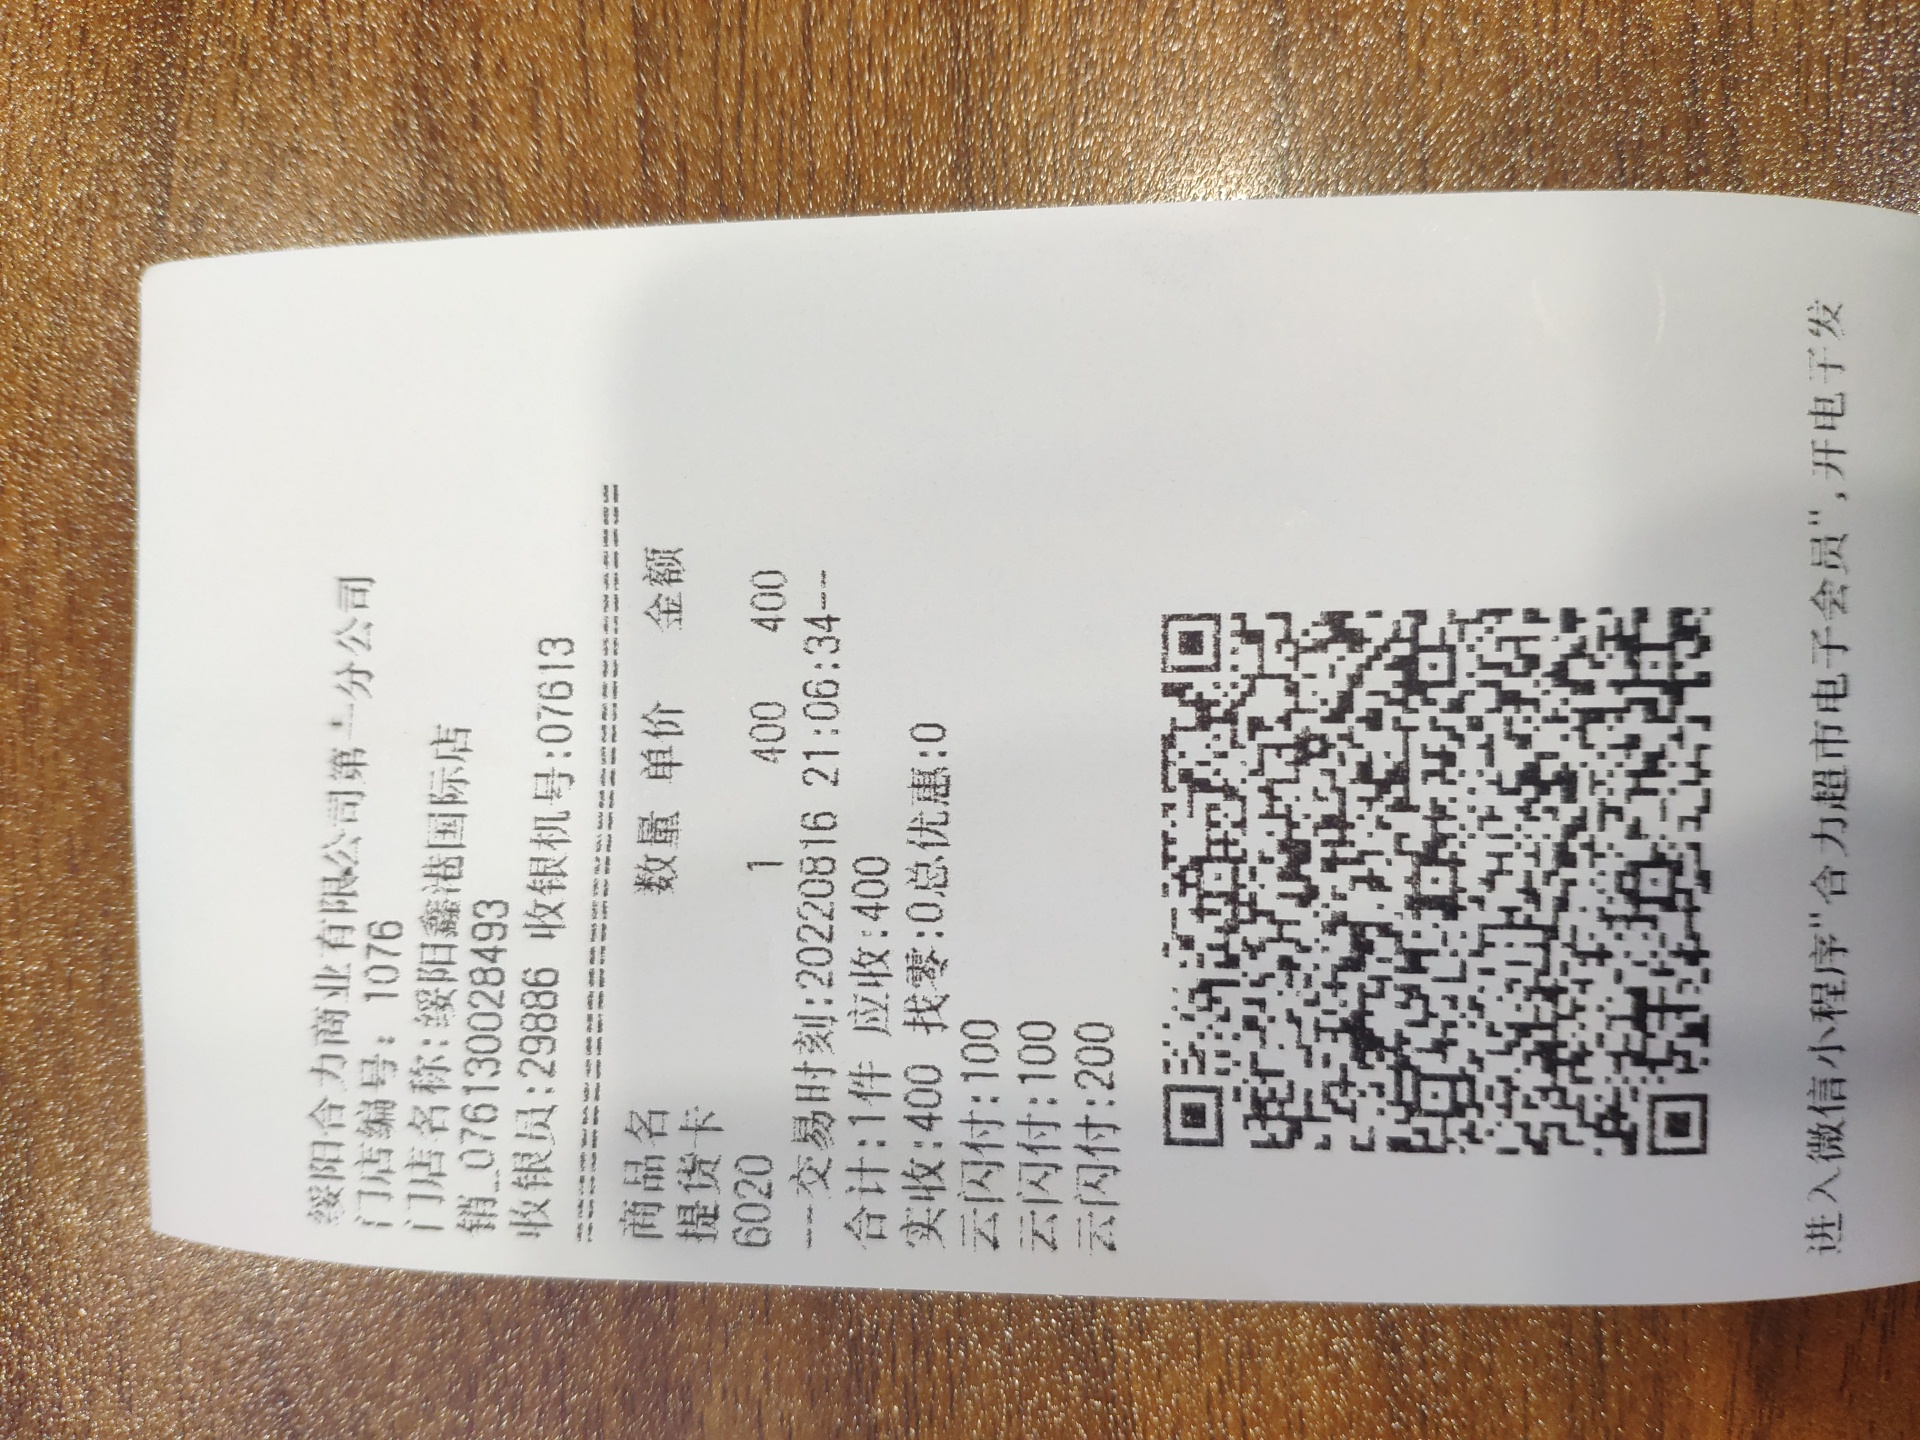 绥阳合力商业有限公司第一分公司
门店编号: 1076
门店名称:绥阳鑫港国际店
销_0761300028493
收银员:29886 收银机号:07613
商品名 数量 单价 金额
提货卡
6020 1 400 400
--交易时刻:20220816 21:06:34--
合计:1件 应收:400
实收:400 找零:0总优惠:0
云闪付:100
云闪付:100
云闪付:200
进入微信小程序"合力超市电子会员",开电子发